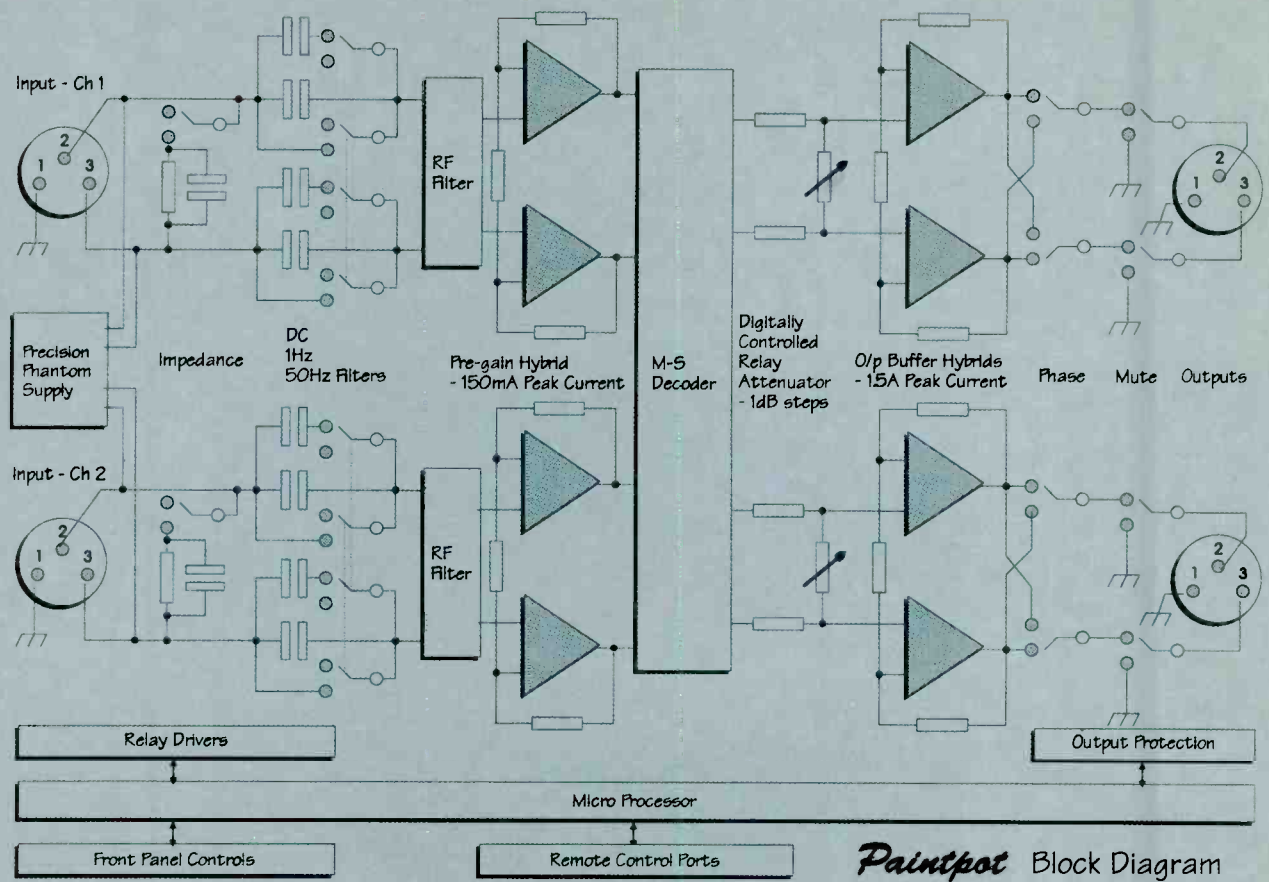 Input - Ch 1
2
1
3
RF
Filter
2
1
3
Precision
Phantom
Supply
Impedance
DC
1Hz
50Hz Filters
Pre-gain Hybrid
- 150mA Peak Current
M-S
Decoder
Digitally
Controlled
Relay
Attenuator
- 1dB steps
O/p Buffer Hybrids
- 1.5A Peak Current
Phase
Mute
Outputs
Input - Ch 2
2
1
3
RF
Filter
2
1
3
Relay Drivers
Output Protection
Micro Processor
Front Panel Controls
Remote Control Ports
Paintpot Block Diagram